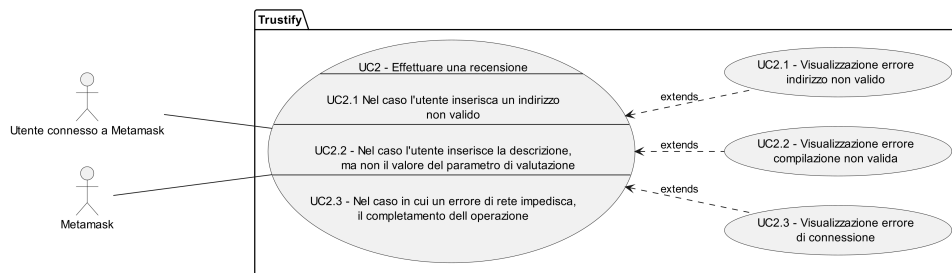 Trustify
UC2 - Effettuare una recensione
UC2.1 Nel caso l'utente inserisca un indirizzo
non valido
UC2.2 - Nel caso l'utente inserisce la descrizione,
ma non il valore del parametro di valutazione
UC2.3 - Nel caso in cui un errore di rete impedisca,
il completamento dell operazione
Utente connesso a Metamask
Metamask
extends
extends
extends
UC2.1 - Visualizzazione errore
indirizzo non valido
UC2.2 - Visualizzazione errore
compilazione non valida
UC2.3 - Visualizzazione errore
di connessione